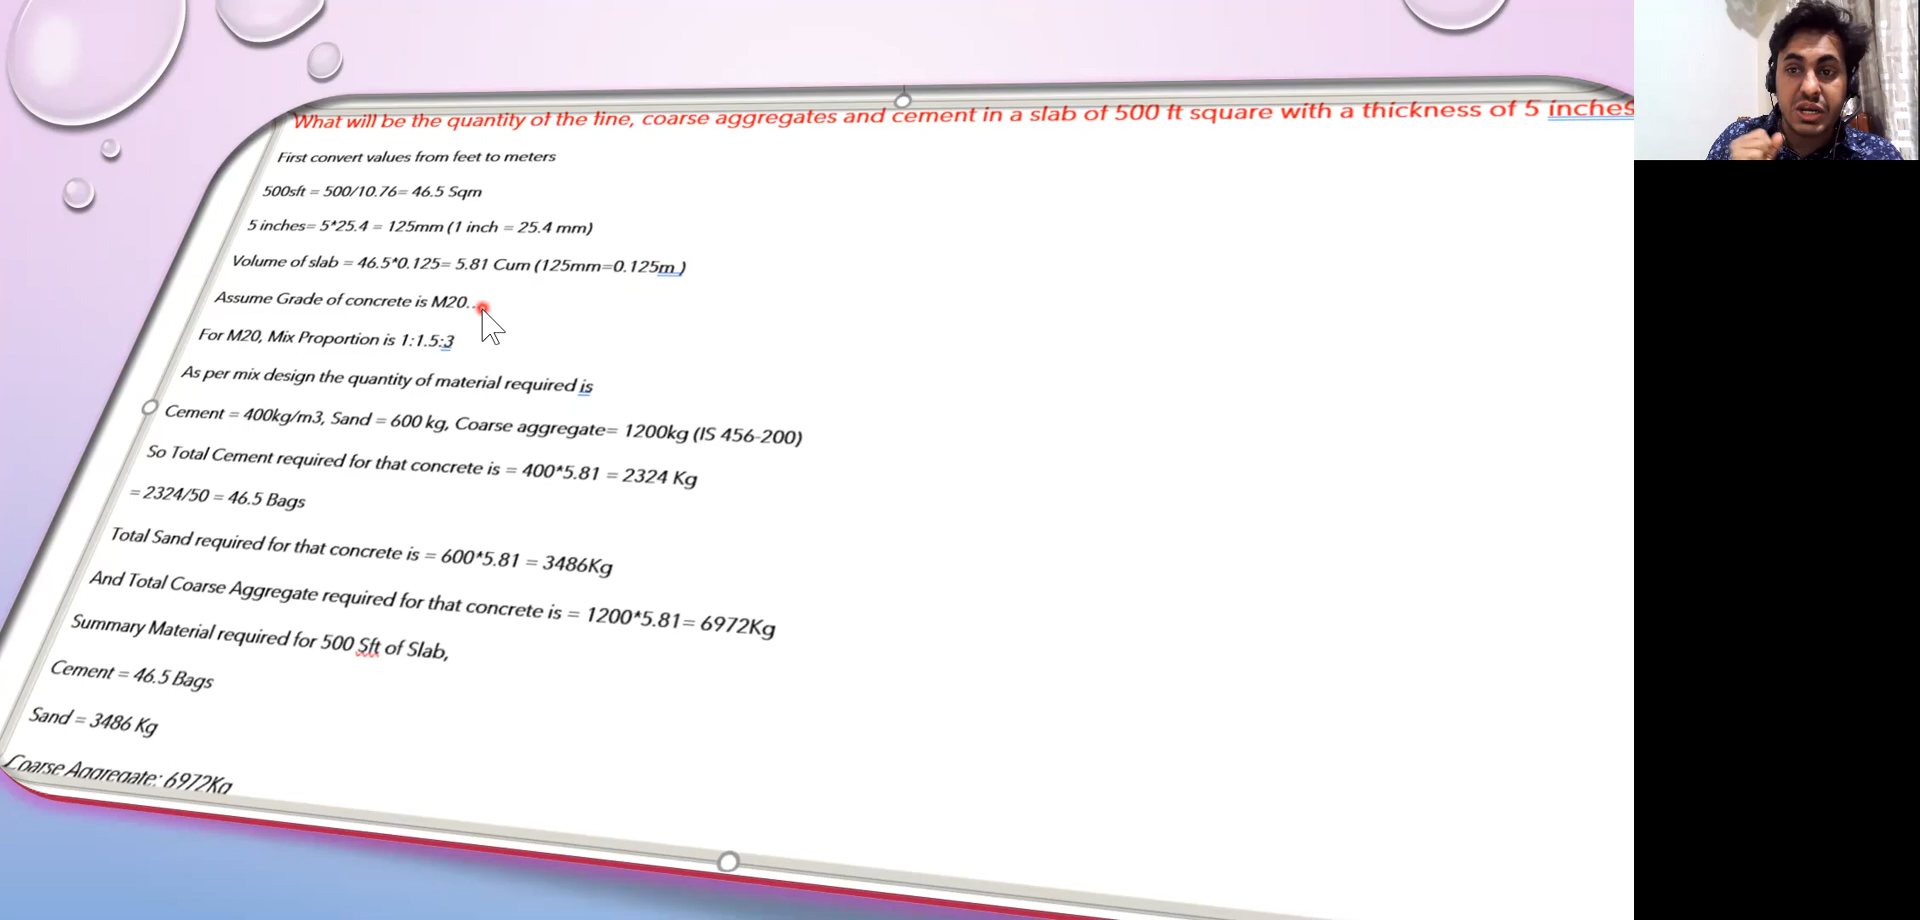 What will be the quantity of the fine, coarse aggregates and cement in a slab of 500 ft square with a thickness of 5 inches
First convert values from feet to meters
500sft = 500/10.76= 46.5 Sqm
5 inches= 5*25.4 = 125mm (1 inch = 25.4 mm)
Volume of slab = 46.5*0.125= 5.81 Cum (125mm=0.125m )
Assume Grade of concrete is M20..
For M20, Mix Proportion is 1:1.5:3
As per mix design the quantity of material required is
Cement = 400kg/m3, Sand = 600 kg, Coarse aggregate= 1200kg (IS 456-200)
So Total Cement required for that concrete is = 400*5.81 = 2324 Kg
= 2324/50 = 46.5 Bags
Total Sand required for that concrete is = 600*5.81 = 3486Kg
And Total Coarse Aggregate required for that concrete is = 1200*5.81= 6972Kg
Summary Material required for 500 Sft of Slab,
Cement = 46.5 Bags
Sand = 3486 Kg
Coarse Aggregate: 6972Kg